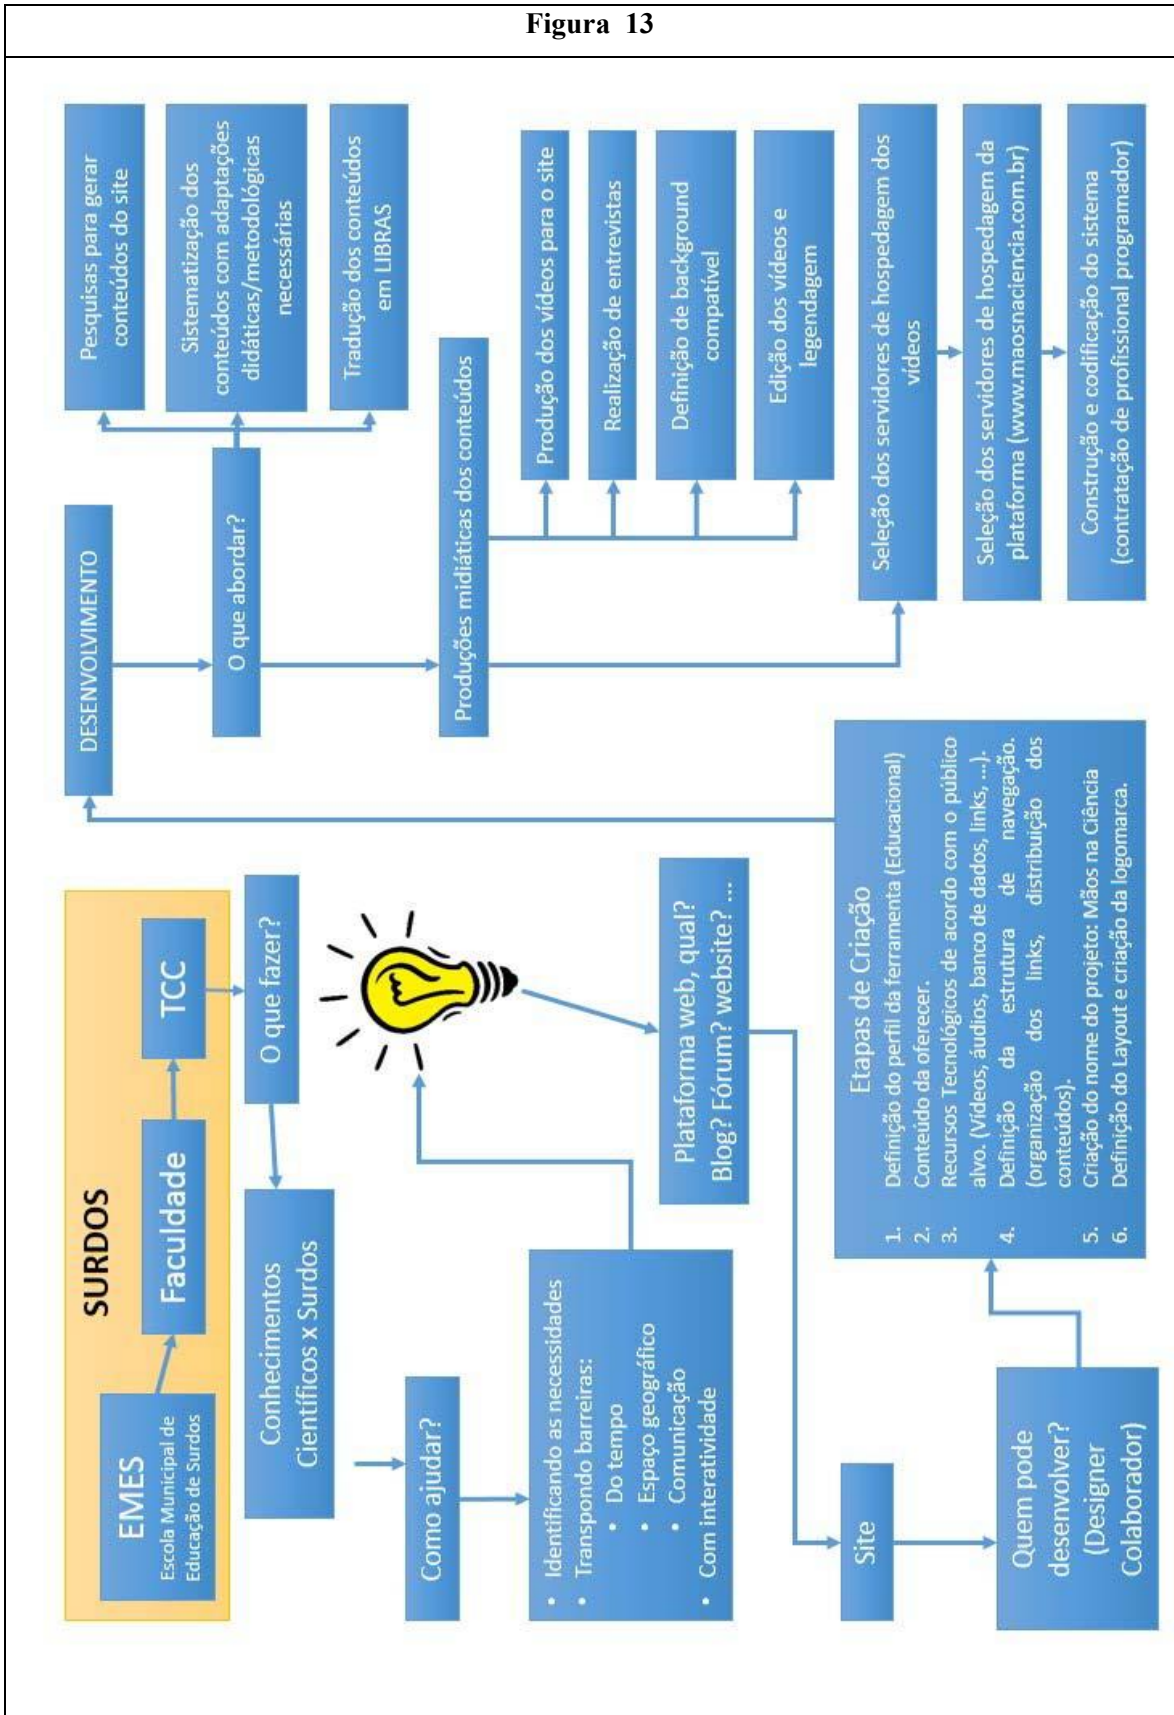 Figura 13
SURDOS
EMES
Escola Municipal de
Educação de Surdos
Faculdade
TCC
O que fazer?
Conhecimentos
Científicos x Surdos
Como ajudar?
• Identificando as necessidades
• Transpondo barreiras:
• Do tempo
• Espaço geográfico
• Comunicação
• Com interatividade
Plataforma web, qual?
Blog? Fórum? website? ...
Site
Quem pode
desenvolver?
(Designer
Colaborador)
Etapas de Criação
1. Definição do perfil da ferramenta (Educacional)
2. Conteúdo da oferecer.
3. Recursos Tecnológicos de acordo com o público
alvo. (Vídeos, áudios, banco de dados, links, ...).
4. Definição da estrutura de navegação.
(organização dos links, distribuição dos
conteúdos).
5. Criação do nome do projeto: Mãos na Ciência
6. Definição do Layout e criação da logomarca.
DESENVOLVIMENTO
O que abordar?
Pesquisas para gerar
conteúdos do site
Sistematização dos
conteúdos com adaptações
didáticas/metodológicas
necessárias
Tradução dos conteúdos
em LIBRAS
Produções midiáticas dos conteúdos
Produção dos vídeos para o site
Realização de entrevistas
Definição de background
compatível
Edição dos vídeos e
legendagem
Seleção dos servidores de hospedagem dos
vídeos
Seleção dos servidores de hospedagem da
plataforma (www.maosnaciencia.com.br)
Construção e codificação do sistema
(contratação de profissional programador)